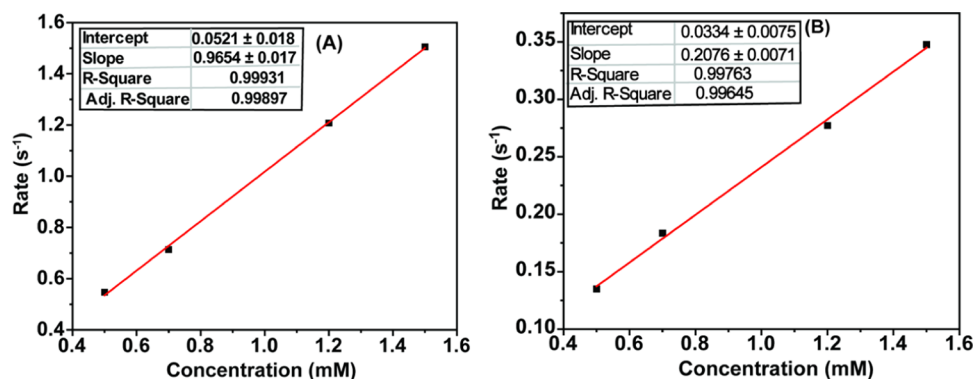 (A)
Intercept 0.0521 ± 0.018
Slope 0.9654 ± 0.017
R-Square 0.99931
Adj. R-Square 0.99897
Rate (s⁻¹)
1.6
1.4
1.2
1.0
0.8
0.6
0.4
0.4 0.6 0.8 1.0 1.2 1.4 1.6
Concentration (mM)
(B)
Intercept 0.0334 ± 0.0075
Slope 0.2076 ± 0.0071
R-Square 0.99763
Adj. R-Square 0.99645
Rate (s⁻¹)
0.35
0.30
0.25
0.20
0.15
0.10
0.4 0.6 0.8 1.0 1.2 1.4 1.6
Concentration (mM)